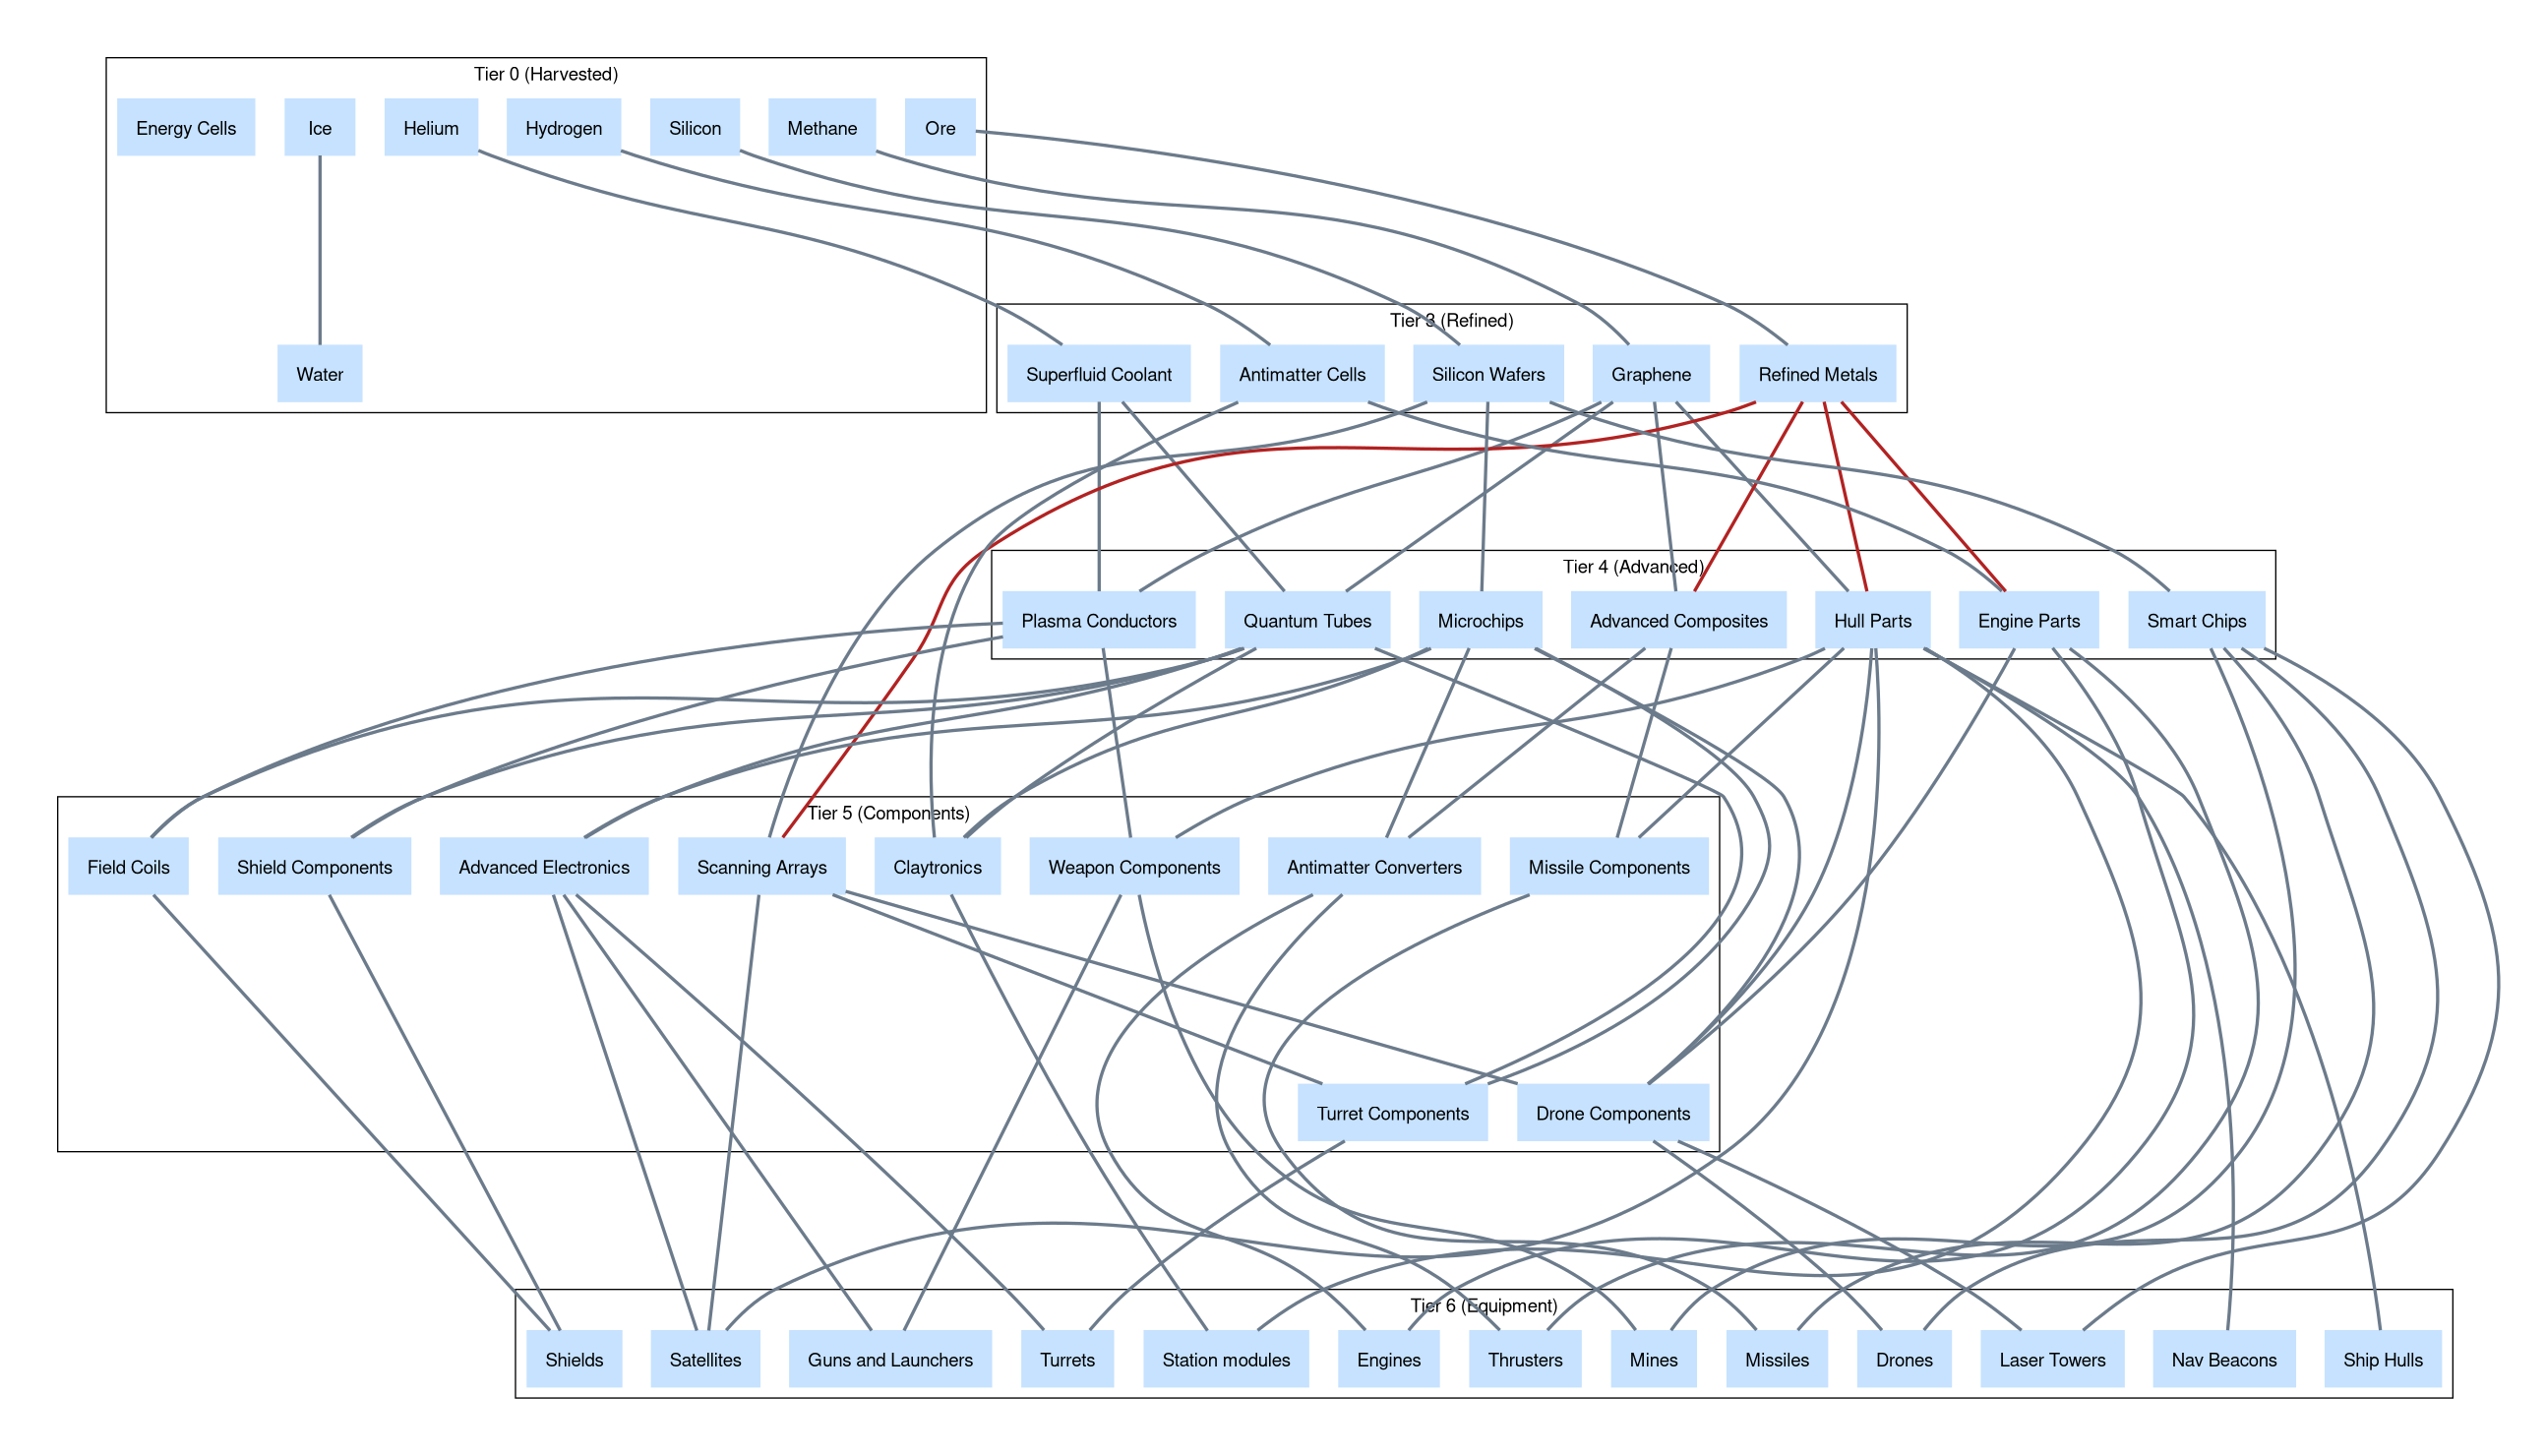 Tier 0 (Harvested)
Energy Cells
Ice
Helium
Hydrogen
Silicon
Methane
Ore
Tier 3 (Refined)
Water
Superfluid Coolant
Antimatter Cells
Silicon Wafers
Graphene
Refined Metals
Tier 4 (Advanced)
Plasma Conductors
Quantum Tubes
Microchips
Advanced Composites
Hull Parts
Engine Parts
Smart Chips
Tier 5 (Components)
Field Coils
Shield Components
Advanced Electronics
Scanning Arrays
Claytronics
Weapon Components
Antimatter Converters
Missile Components
Turret Components
Drone Components
Tier 6 (Equipment)
Shields
Satellites
Guns and Launchers
Turrets
Station modules
Engines
Thrusters
Mines
Missiles
Drones
Laser Towers
Nav Beacons
Ship Hulls